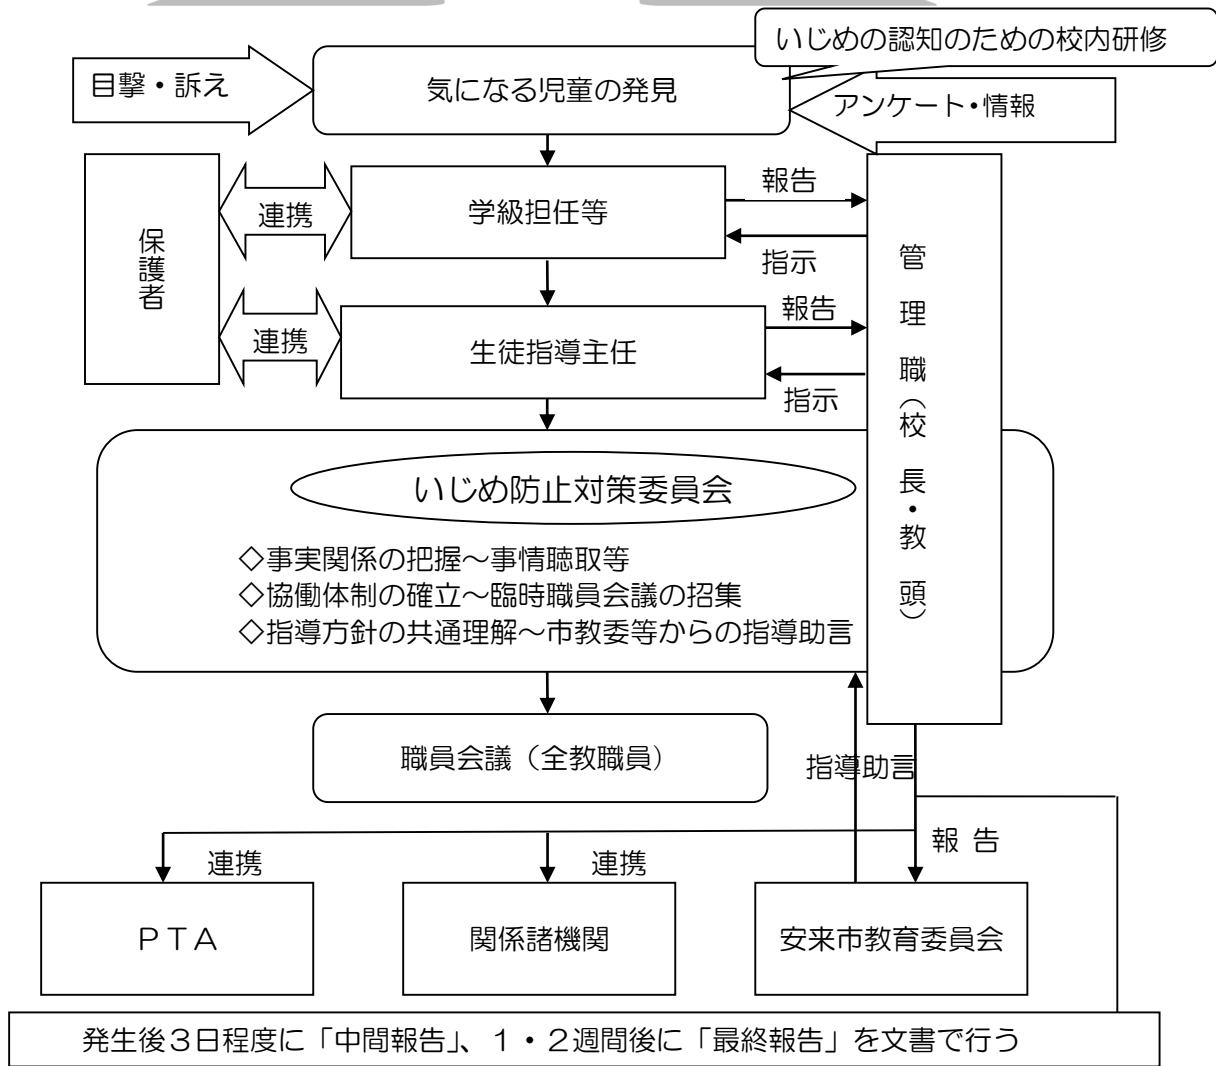 いじめの認知のための校内研修
目撃・訴え
気になる児童の発見
アンケート・情報
保護者
連携
学級担任等
報告
指示
管理職（校長・教頭）
連携
生徒指導主任
報告
指示
いじめ防止対策委員会
◇事実関係の把握～事情聴取等
◇協働体制の確立～臨時職員会議の招集
◇指導方針の共通理解～市教委等からの指導助言
職員会議（全教職員）
指導助言
報 告
連携
連携
ＰＴＡ
関係諸機関
安来市教育委員会
発生後３日程度に「中間報告」、１・２週間後に「最終報告」を文書で行う